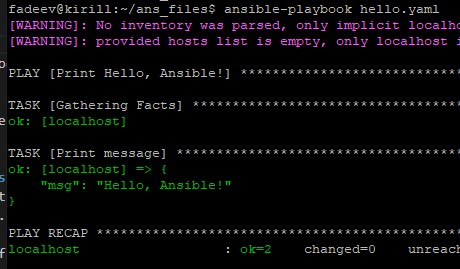 fadeev@kirill:~/ans_files$ ansible-playbook hello.yaml
[WARNING]: No inventory was parsed, only implicit localho
[WARNING]: provided hosts list is empty, only localhost i
PLAY [Print Hello, Ansible!] ****************************
TASK [Gathering Facts] **********************************
ok: [localhost]
TASK [Print message] ************************************
ok: [localhost] => {
    "msg": "Hello, Ansible!"
}
PLAY RECAP **********************************************
localhost                  : ok=2    changed=0    unreach